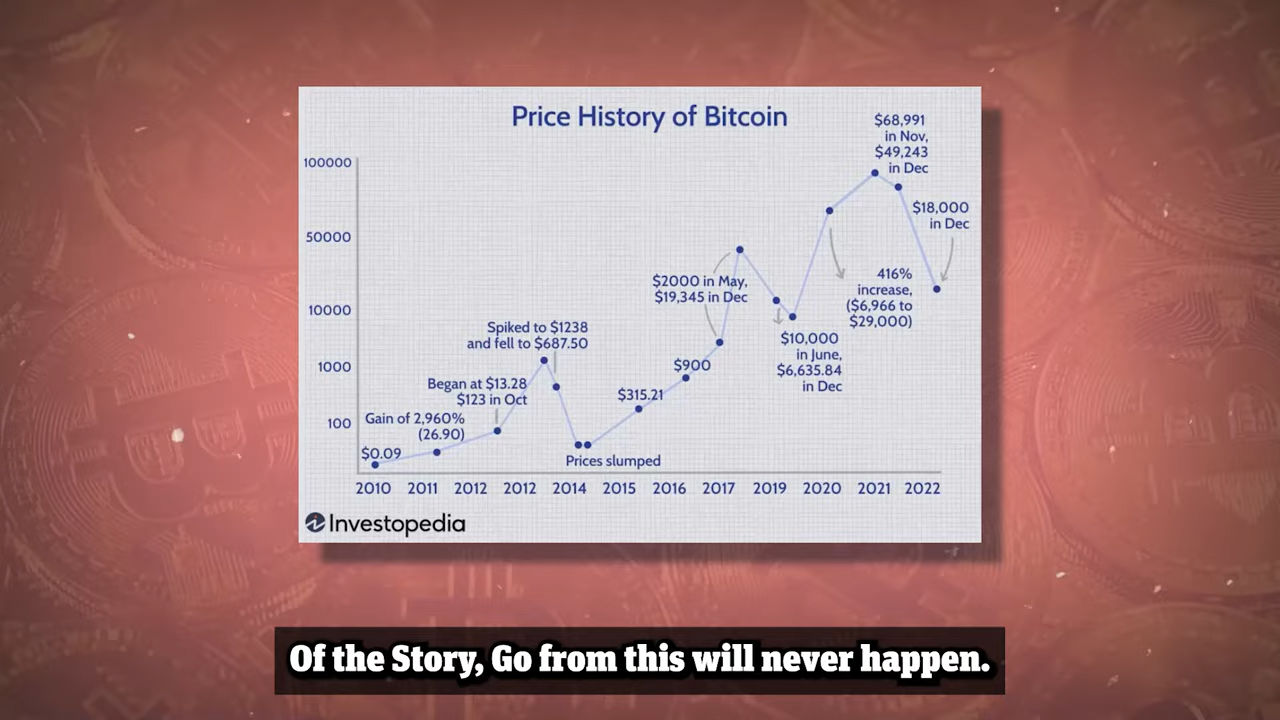 Price History of Bitcoin
$68,991
in Nov,
$49,243
in Dec
100000
$18,000
in Dec
50000
$2000 in May,
$19,345 in Dec
416%
increase,
($6,966 to
$29,000)
10000
Spiked to $1238
and fell to $687.50
$10,000
in June,
$6,635.84
in Dec
1000
$900
Began at $13.28
$123 in Oct
$315.21
100
Gain of 2,960%
(26.90)
$0.09
Prices slumped
2010 2011 2012 2012 2014 2015 2016 2017 2019 2020 2021 2022
Investopedia
Of the Story, Go from this will never happen.